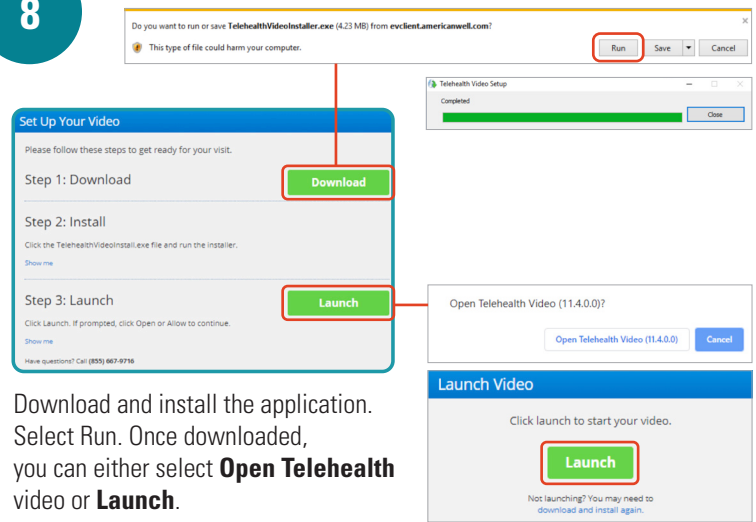 8
Do you want to run or save TelehealthVideoInstaller.exe (4.23 MB) from evclient.americanwell.com?
This type of file could harm your computer.
Run
Save
Cancel
Telehealth Video Setup
Completed
Close
Set Up Your Video
Please follow these steps to get ready for your visit.
Step 1: Download
Download
Step 2: Install
Click the TelehealthVideoInstall.exe file and run the installer.
Show me
Step 3: Launch
Launch
Click Launch. If prompted, click Open or Allow to continue.
Show me
Have questions? Call (855) 667-9716
Open Telehealth Video (11.4.0.0)?
Open Telehealth Video (11.4.0.0)
Cancel
Launch Video
Click launch to start your video.
Launch
Not launching? You may need to
download and install again.
Download and install the application.
Select Run. Once downloaded,
you can either select Open Telehealth
video or Launch.